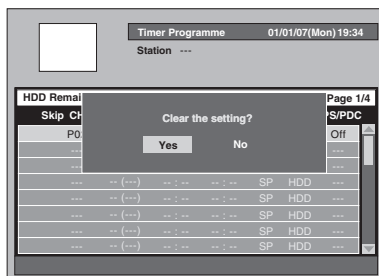 Timer Programme 01/01/07(Mon) 19:34
Station ---
HDD Remai Page 1/4
Skip CH S/PDC
P0 Off
Clear the setting?
Yes No
---
---
--- -- (---) -- : -- -- : -- SP HDD ---
--- -- (---) -- : -- -- : -- SP HDD ---
--- -- (---) -- : -- -- : -- SP HDD ---
--- -- (---) -- : -- -- : -- SP HDD ---
--- -- (---) -- : -- -- : -- SP HDD ---